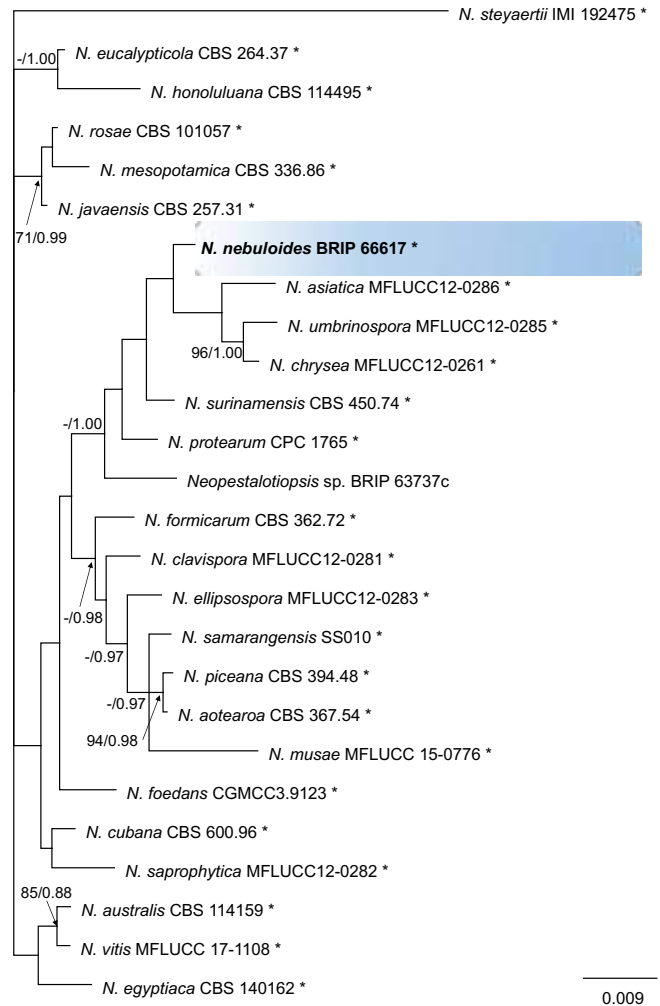 N. steyaertii IMI 192475 *
N. eucalypticola CBS 264.37 *
-/1.00
N. honoluluana CBS 114495 *
N. rosae CBS 101057 *
N. mesopotamica CBS 336.86 *
N. javaensis CBS 257.31 *
71/0.99
N. nebuloides BRIP 66617 *
N. asiatica MFLUCC12-0286 *
N. umbrinospora MFLUCC12-0285 *
96/1.00
N. chrysea MFLUCC12-0261 *
N. surinamensis CBS 450.74 *
-/1.00
N. protearum CPC 1765 *
Neopestalotiopsis sp. BRIP 63737c
N. formicarum CBS 362.72 *
N. clavispora MFLUCC12-0281 *
N. ellipsospora MFLUCC12-0283 *
-/0.98
N. samarangensis SS010 *
-/0.97
N. piceana CBS 394.48 *
-/0.97
N. aotearoa CBS 367.54 *
94/0.98
N. musae MFLUCC 15-0776 *
N. foedans CGMCC3.9123 *
N. cubana CBS 600.96 *
N. saprophytica MFLUCC12-0282 *
85/0.88
N. australis CBS 114159 *
N. vitis MFLUCC 17-1108 *
N. egyptiaca CBS 140162 *
0.009